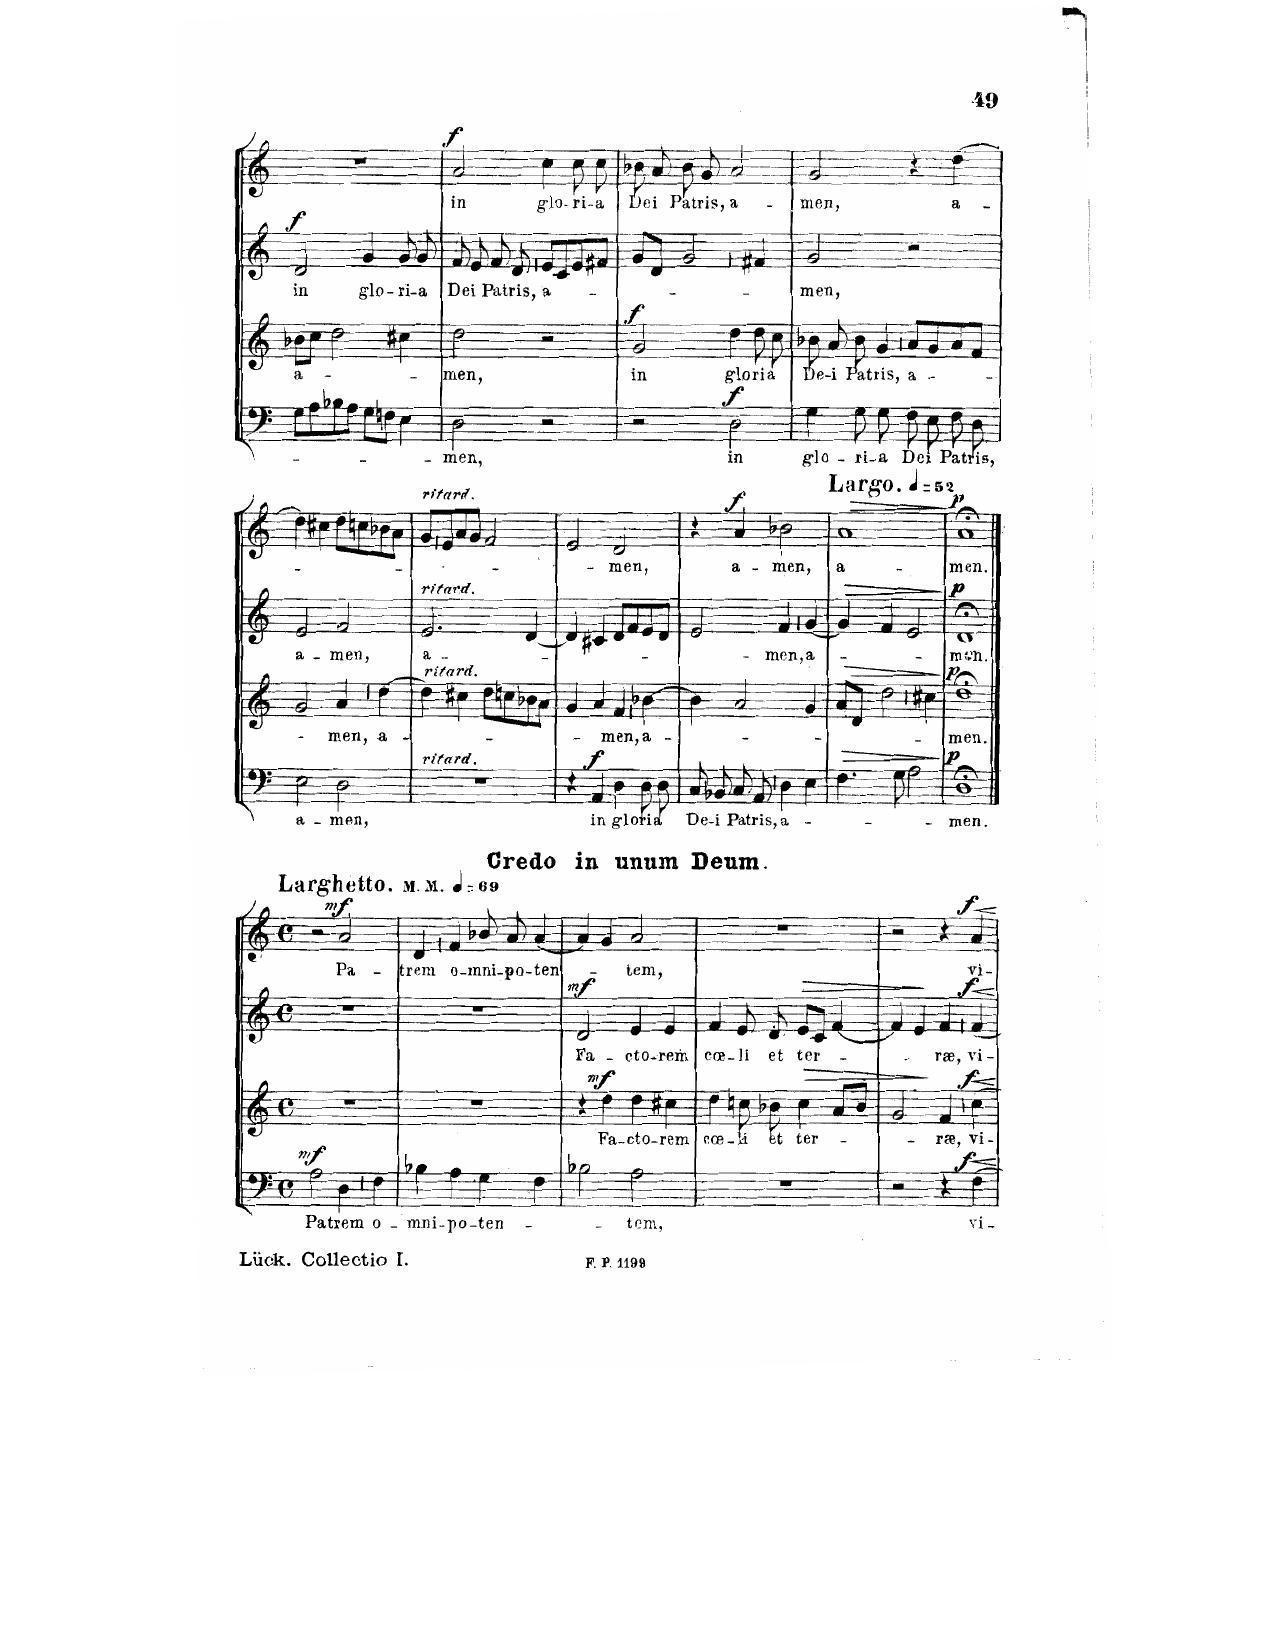 49
f
in glo-ri-a Dei Patris, a - men, a -
f
in glo-ri-a Dei Patris, a - men,
f
a - men, in gloria De-i Patris, a -
f
- men, in glo-ri-a Dei Patris,
Largo. ♩=52
ritard. f p
- men, a - men, a - men.
ritard. p
a - men, a - men, a - men.
ritard. p
- men, a - men, a - men.
ritard. f p
a - men, in gloria De-i Patris, a - men.
Credo in unum Deum.
Larghetto. M. M. ♩=69
mf f
Pa - trem o-mni-po-ten - tem, vi-
mf f
Fa - cto-rem cœ-li et ter - ræ, vi-
mf f
Fa-cto-rem cœ-li et ter - ræ, vi-
mf f
Patrem o - mni-po-ten - tem, vi-
Lück. Collectio I. F. P. 1199